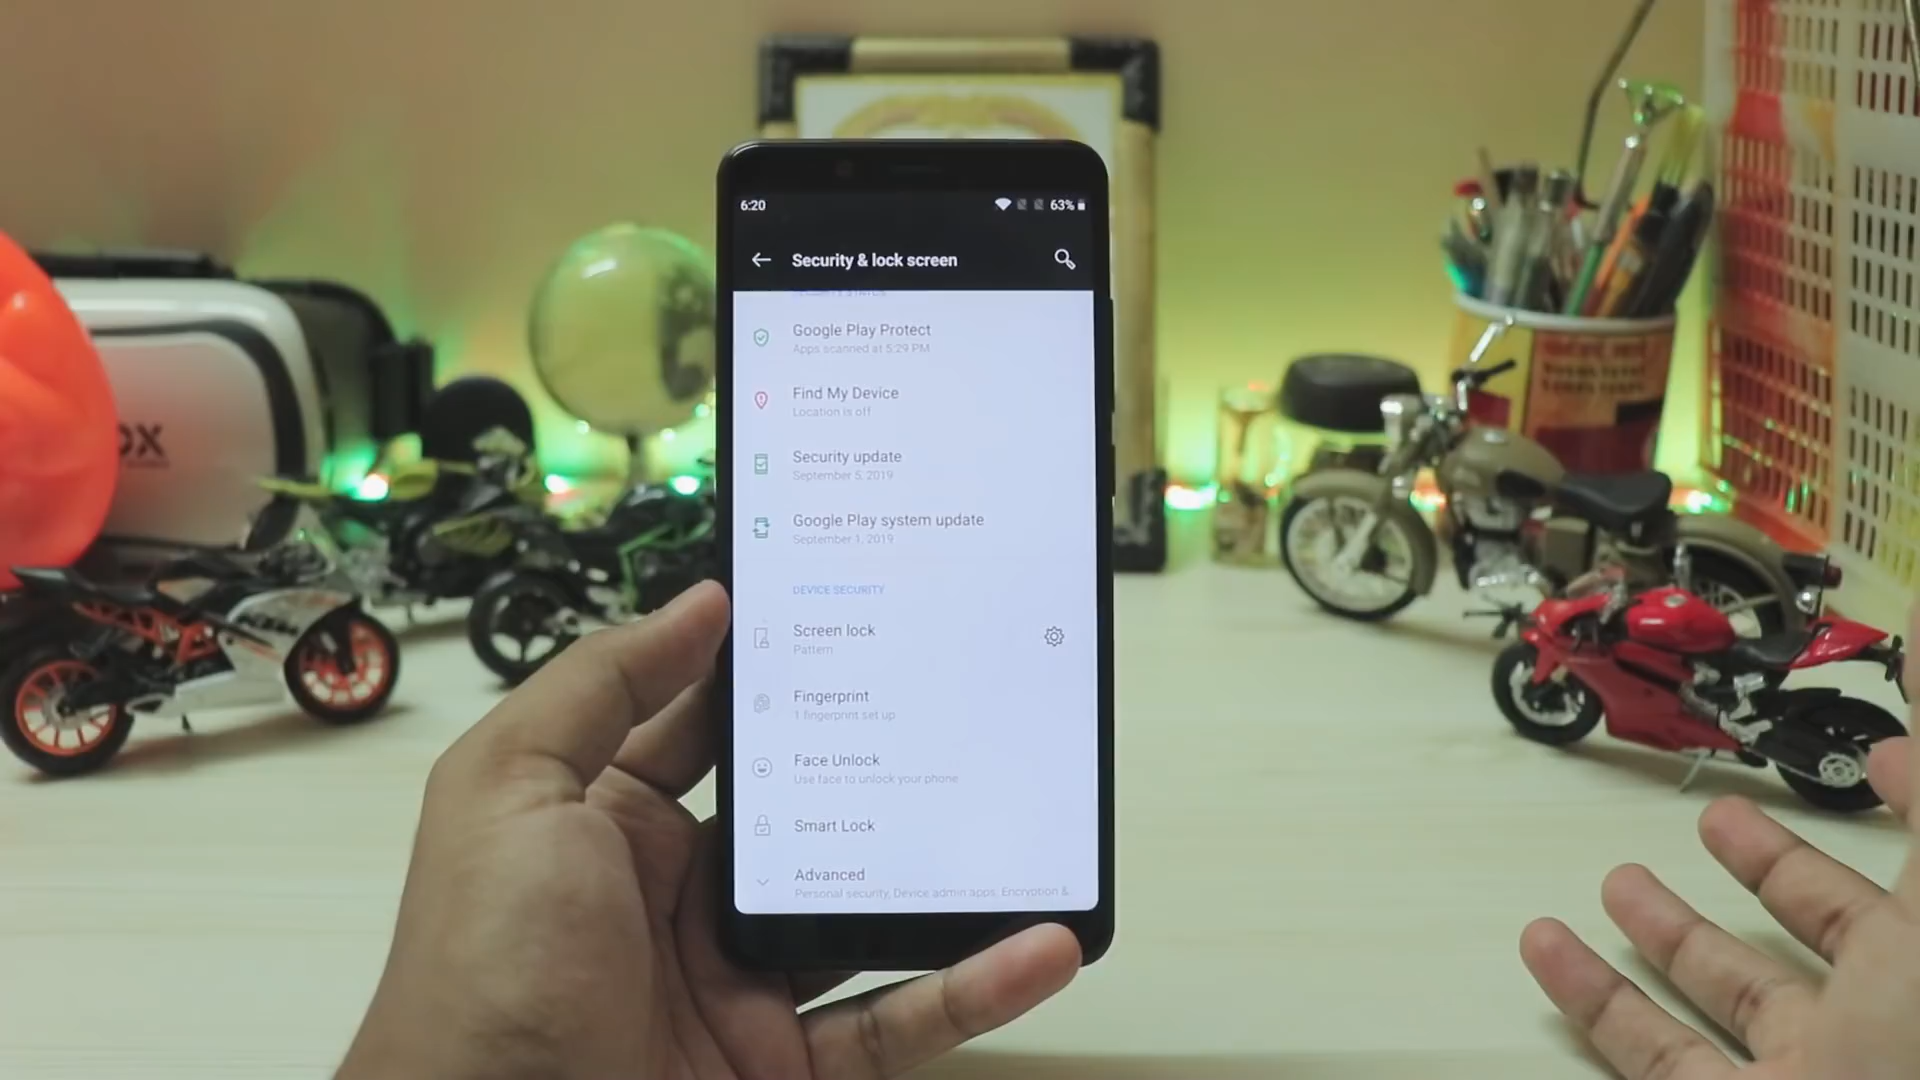 6:20
63%
Security & lock screen
SECURITY STATUS
Google Play Protect
Apps scanned at 5:29 PM
Find My Device
Location is off
Security update
September 5, 2019
Google Play system update
September 1, 2019
DEVICE SECURITY
Screen lock
Pattern
Fingerprint
1 fingerprint set up
Face Unlock
Use face to unlock your phone
Smart Lock
Advanced
Personal security, Device admin apps, Encryption &
KTM